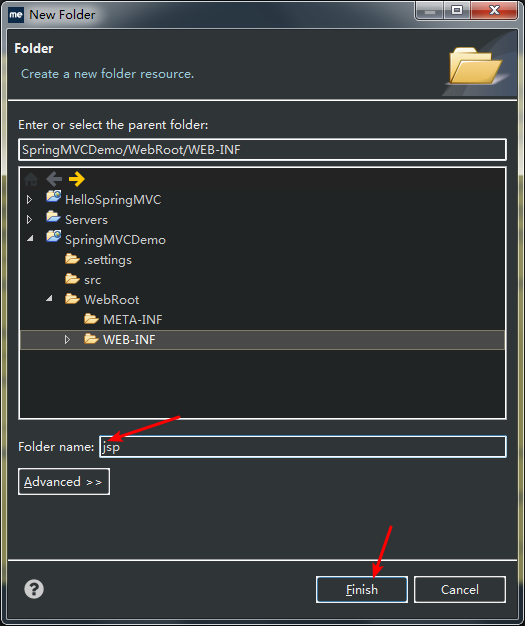 me New Folder
Folder
Create a new folder resource.
Enter or select the parent folder:
SpringMVCDemo/WebRoot/WEB-INF
HelloSpringMVC
Servers
SpringMVCDemo
.settings
src
WebRoot
META-INF
WEB-INF
Folder name: jsp
Advanced >>
? Finish Cancel